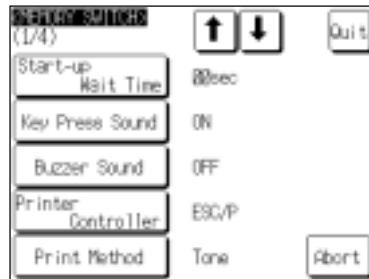 <MEMORY SWITCH>
(1/4)
Quit
Start-up
Wait Time
00sec
Key Press Sound
ON
Buzzer Sound
OFF
Printer
Controller
ESC/P
Print Method
Tone
Abort